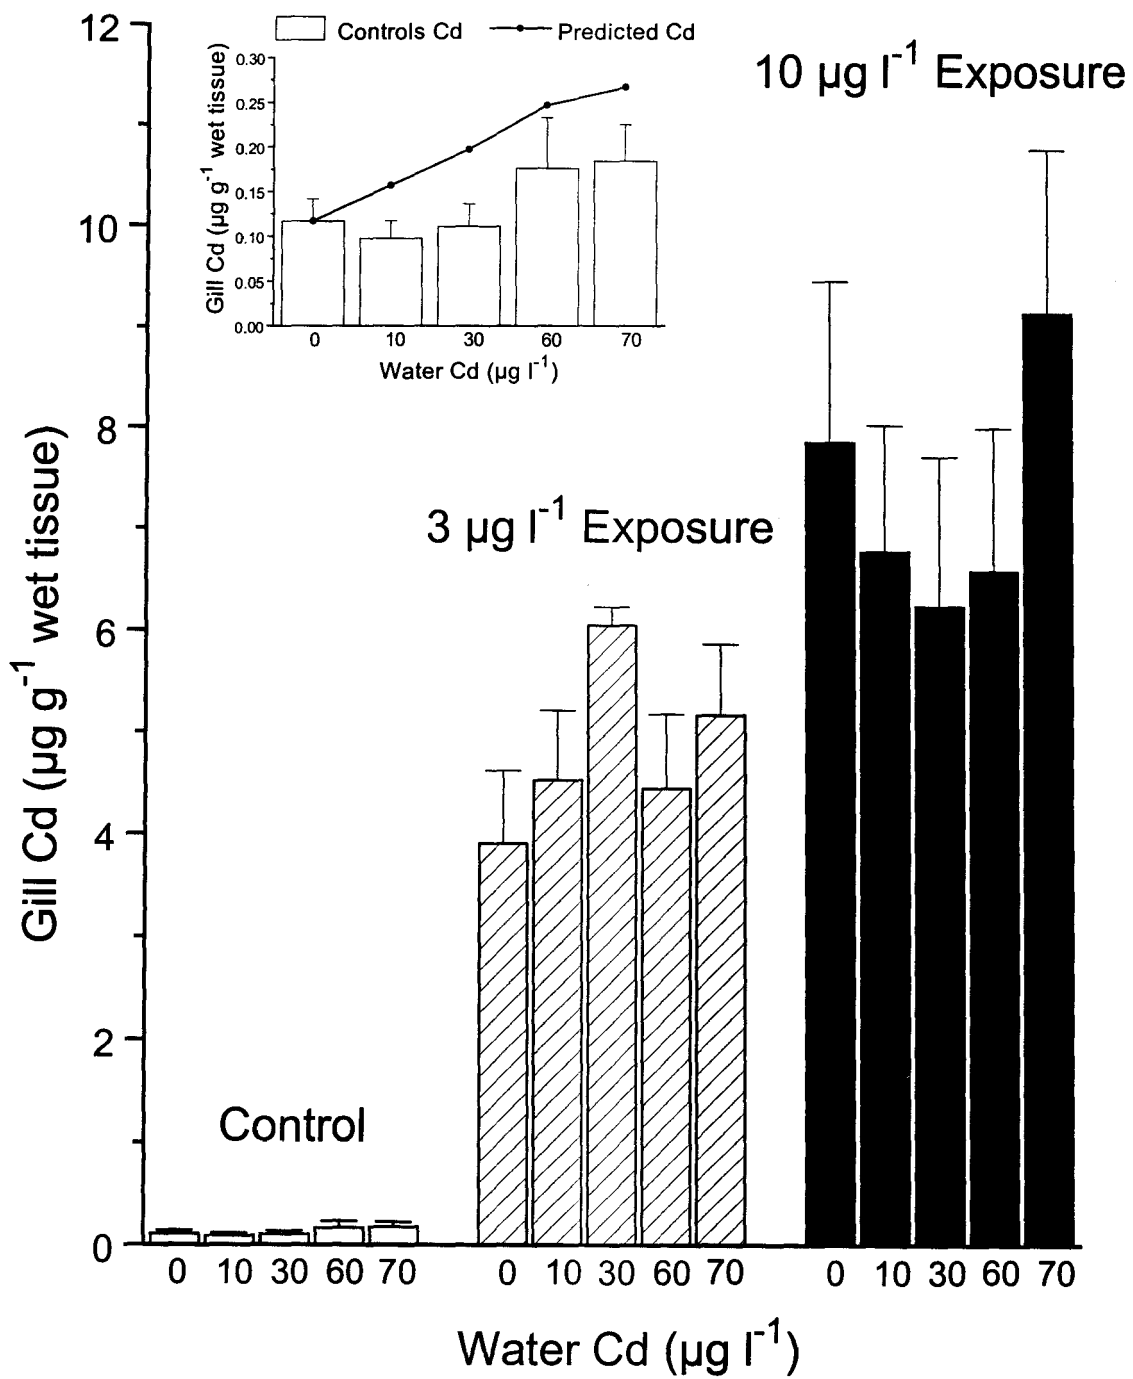 Controls Cd Predicted Cd
0.30
0.25
0.20
0.15
0.10
0.05
0.00
Gill Cd (µg g⁻¹ wet tissue)
0 10 30 60 70
Water Cd (µg l⁻¹)
10 µg l⁻¹ Exposure
3 µg l⁻¹ Exposure
Control
12
10
8
6
4
2
0
Gill Cd (µg g⁻¹ wet tissue)
0 10 30 60 70 0 10 30 60 70 0 10 30 60 70
Water Cd (µg l⁻¹)